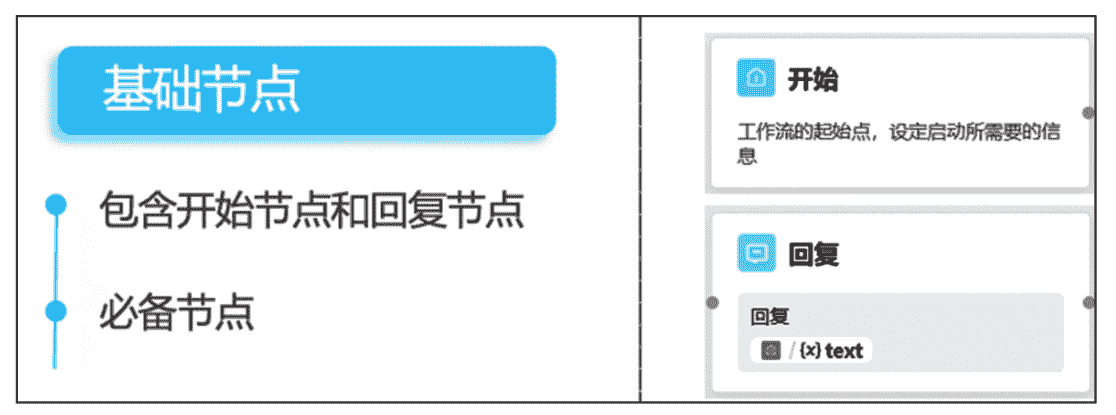 基础节点
包含开始节点和回复节点
必备节点
开始
工作流的起始点，设定启动所需要的信
息
回复
回复
/{x} text